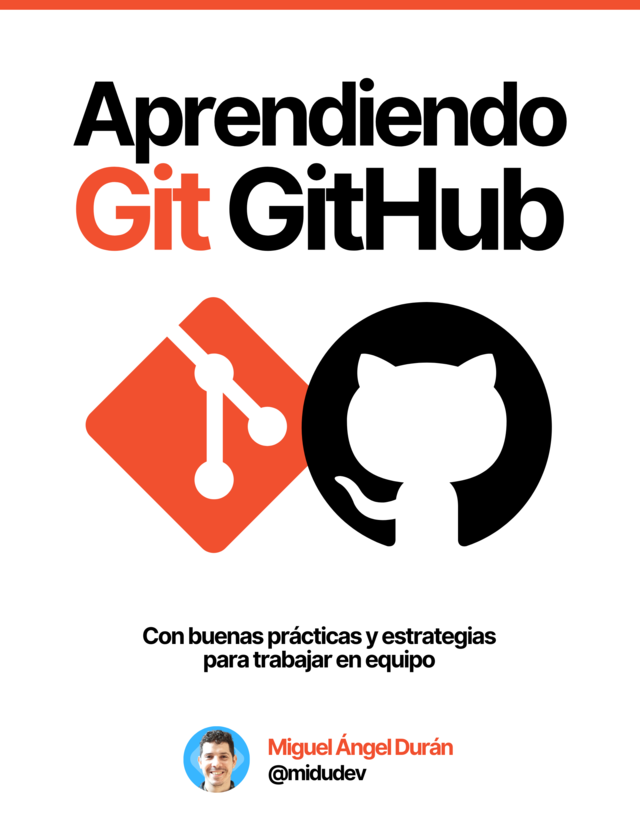 Aprendiendo
Git GitHub
Con buenas prácticas y estrategias
para trabajar en equipo
Miguel Ángel Durán
@midudev